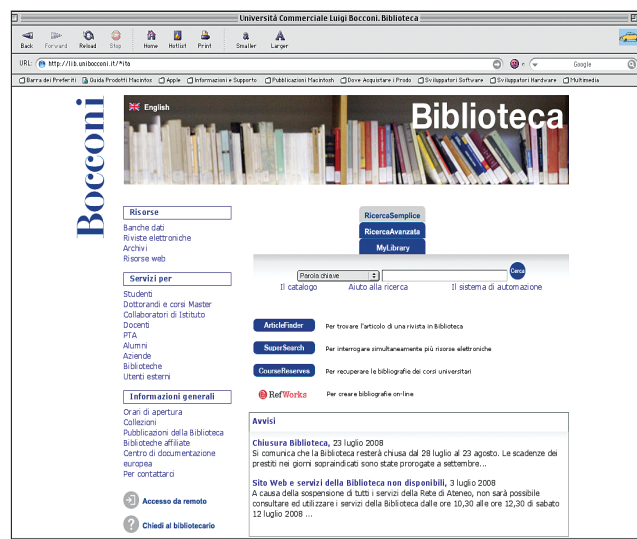 Università Commerciale Luigi Bocconi. Biblioteca
Back Forward Reload Stop Home Hotlist Print Smaller Larger
URL: http://lib.unibocconi.it/*ita Google
Barra dei Preferiti Guida Prodotti Macintos Apple Informazioni e Supporto Pubblicazioni Macintosh Dove Acquistare i Prodo Sviluppatori Software Sviluppatori Hardware Multimedia
Bocconi
English
Biblioteca
Risorse
Banche dati
Riviste elettroniche
Archivi
Risorse web
Servizi per
Studenti
Dottorandi e corsi Master
Collaboratori di Istituto
Docenti
PTA
Alumni
Aziende
Biblioteche
Utenti esterni
Informazioni generali
Orari di apertura
Collezioni
Pubblicazioni della Biblioteca
Biblioteche affiliate
Centro di documentazione
europea
Per contattarci
Accesso da remoto
Chiedi al bibliotecario
RicercaSemplice
RicercaAvanzata
MyLibrary
Parola chiave Cerca
Il catalogo Aiuto alla ricerca Il sistema di automazione
ArticleFinder Per trovare l'articolo di una rivista in Biblioteca
SuperSearch Per interrogare simultaneamente più risorse elettroniche
CourseReserves Per recuperare le bibliografie dei corsi universitari
RefWorks Per creare bibliografie on-line
Avvisi
Chiusura Biblioteca, 23 luglio 2008
Si comunica che la Biblioteca resterà chiusa dal 28 luglio al 23 agosto. Le scadenze dei
prestiti nei giorni sopraindicati sono state prorogate a settembre...
Sito Web e servizi della Biblioteca non disponibili, 3 luglio 2008
A causa della sospensione di tutti i servizi della Rete di Ateneo, non sarà possibile
consultare ed utilizzare i servizi della Biblioteca dalle ore 10,30 alle ore 12,30 di sabato
12 luglio 2008 ...